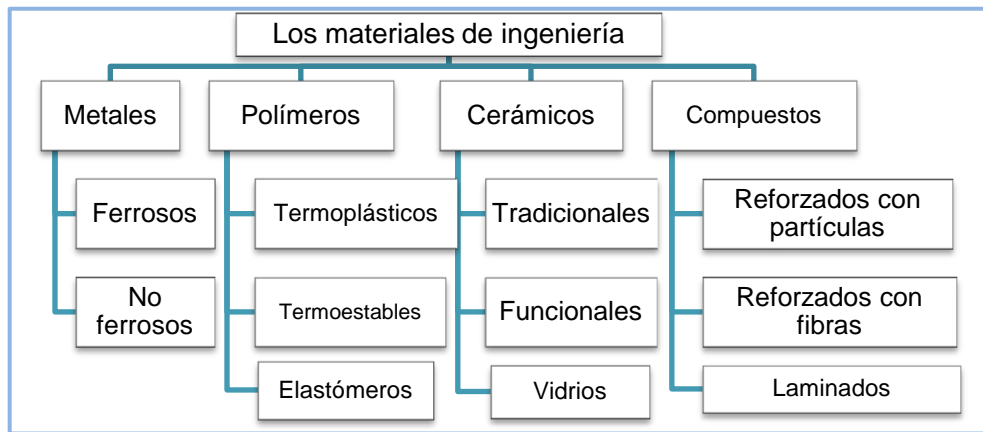 Los materiales de ingeniería
Metales
Polímeros
Cerámicos
Compuestos
Ferrosos
No
ferrosos
Termoplásticos
Termoestables
Elastómeros
Tradicionales
Funcionales
Vidrios
Reforzados con
partículas
Reforzados con
fibras
Laminados